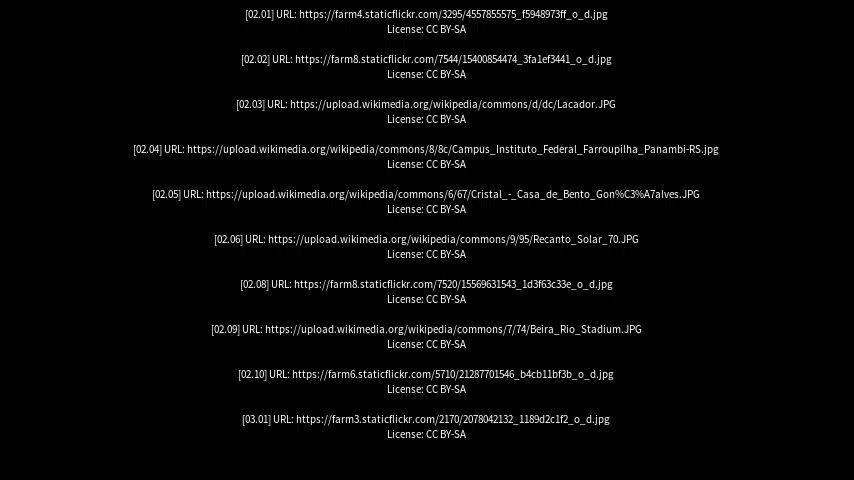 [02.01] URL: https://farm4.staticflickr.com/3295/4557855575_f5948973ff_o_d.jpg
License: CC BY-SA
[02.02] URL: https://farm8.staticflickr.com/7544/15400854474_3fa1ef3441_o_d.jpg
License: CC BY-SA
[02.03] URL: https://upload.wikimedia.org/wikipedia/commons/d/dc/Lacador.JPG
License: CC BY-SA
[02.04] URL: https://upload.wikimedia.org/wikipedia/commons/8/8c/Campus_Instituto_Federal_Farroupilha_Panambi-RS.jpg
License: CC BY-SA
[02.05] URL: https://upload.wikimedia.org/wikipedia/commons/6/67/Cristal_-_Casa_de_Bento_Gon%C3%A7alves.JPG
License: CC BY-SA
[02.06] URL: https://upload.wikimedia.org/wikipedia/commons/9/95/Recanto_Solar_70.JPG
License: CC BY-SA
[02.08] URL: https://farm8.staticflickr.com/7520/15569631543_1d3f63c33e_o_d.jpg
License: CC BY-SA
[02.09] URL: https://upload.wikimedia.org/wikipedia/commons/7/74/Beira_Rio_Stadium.JPG
License: CC BY-SA
[02.10] URL: https://farm6.staticflickr.com/5710/21287701546_b4cb11bf3b_o_d.jpg
License: CC BY-SA
[03.01] URL: https://farm3.staticflickr.com/2170/2078042132_1189d2c1f2_o_d.jpg
License: CC BY-SA